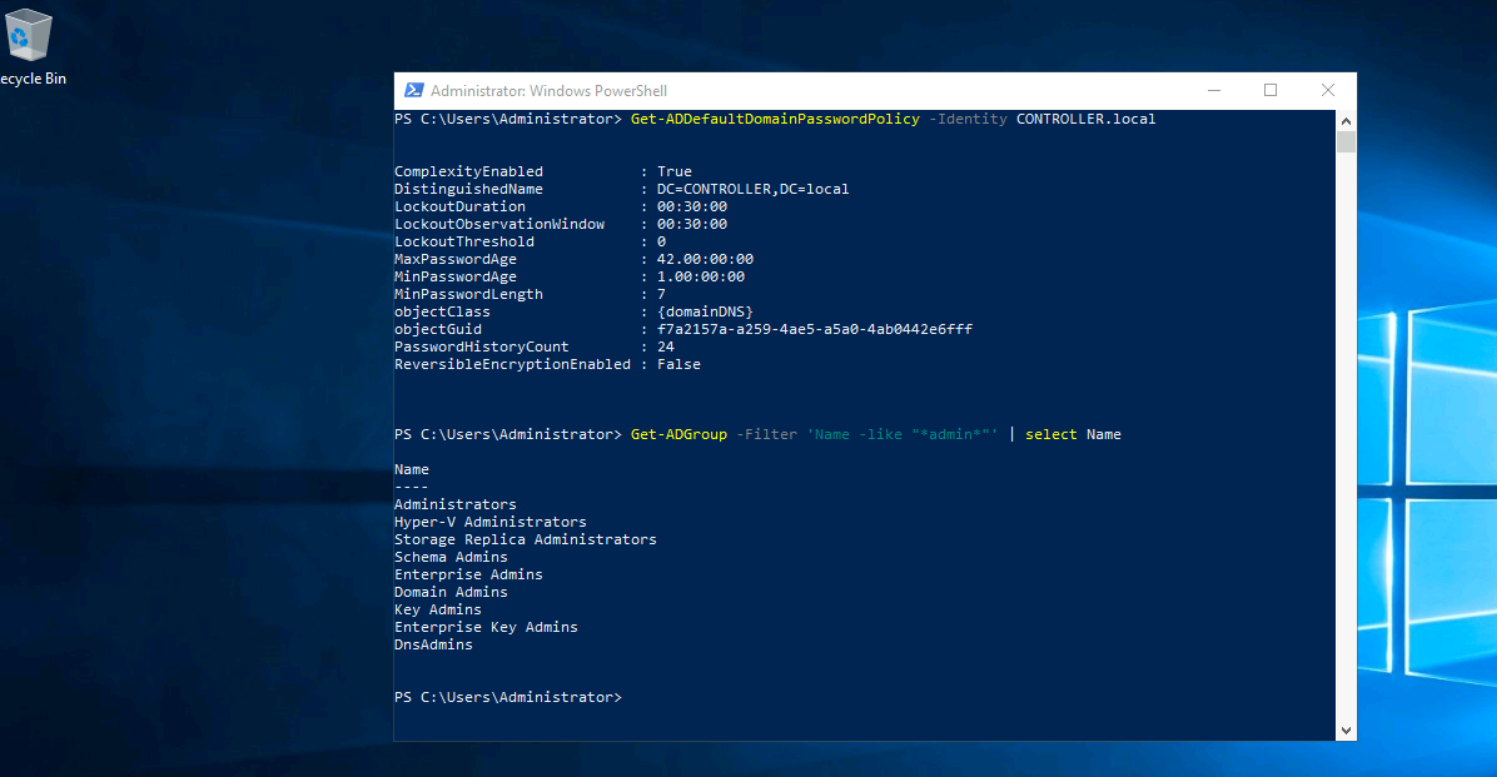 ecycle Bin
Administrator: Windows PowerShell
PS C:\Users\Administrator> Get-ADDefaultDomainPasswordPolicy -Identity CONTROLLER.local
ComplexityEnabled           : True
DistinguishedName           : DC=CONTROLLER,DC=local
LockoutDuration             : 00:30:00
LockoutObservationWindow    : 00:30:00
LockoutThreshold            : 0
MaxPasswordAge              : 42.00:00:00
MinPasswordAge              : 1.00:00:00
MinPasswordLength           : 7
objectClass                 : {domainDNS}
objectGuid                  : f7a2157a-a259-4ae5-a5a0-4ab0442e6fff
PasswordHistoryCount        : 24
ReversibleEncryptionEnabled : False
PS C:\Users\Administrator> Get-ADGroup -Filter 'Name -like "*admin*"' | select Name
Name
----
Administrators
Hyper-V Administrators
Storage Replica Administrators
Schema Admins
Enterprise Admins
Domain Admins
Key Admins
Enterprise Key Admins
DnsAdmins
PS C:\Users\Administrator>